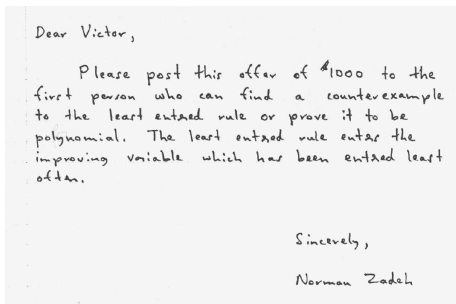 Dear Victor,
Please post this offer of $1000 to the
first person who can find a counterexample
to the least entered rule or prove it to be
polynomial. The least entered rule enters the
improving variable which has been entered least
often.
Sincerely,
Norman Zadeh